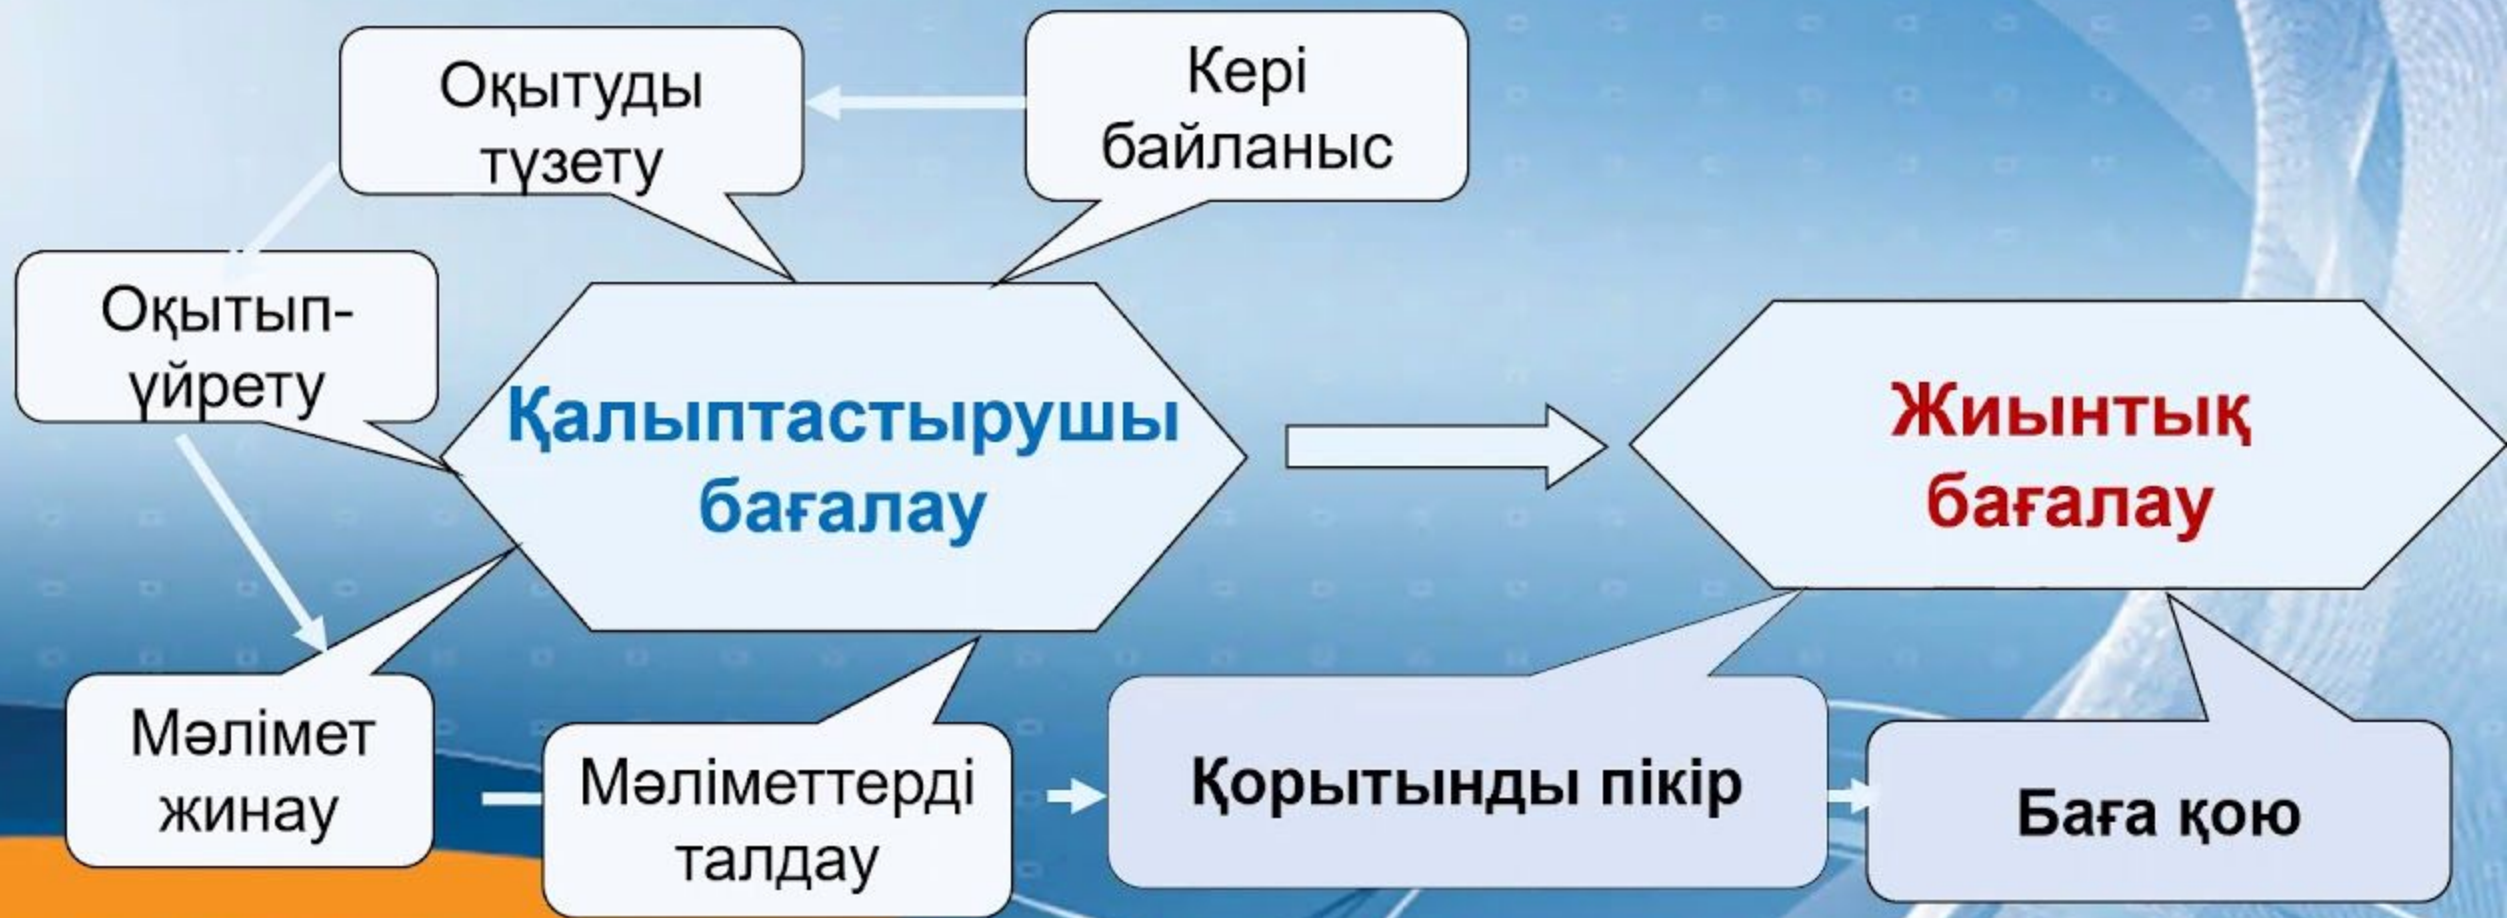 Оқытуды
түзету
Кері
байланыс
Оқытып-
үйрету
Қалыптастырушы
бағалау
Жиынтық
бағалау
Мәлімет
жинау
Мәліметтерді
талдау
Қорытынды пікір
Баға қою